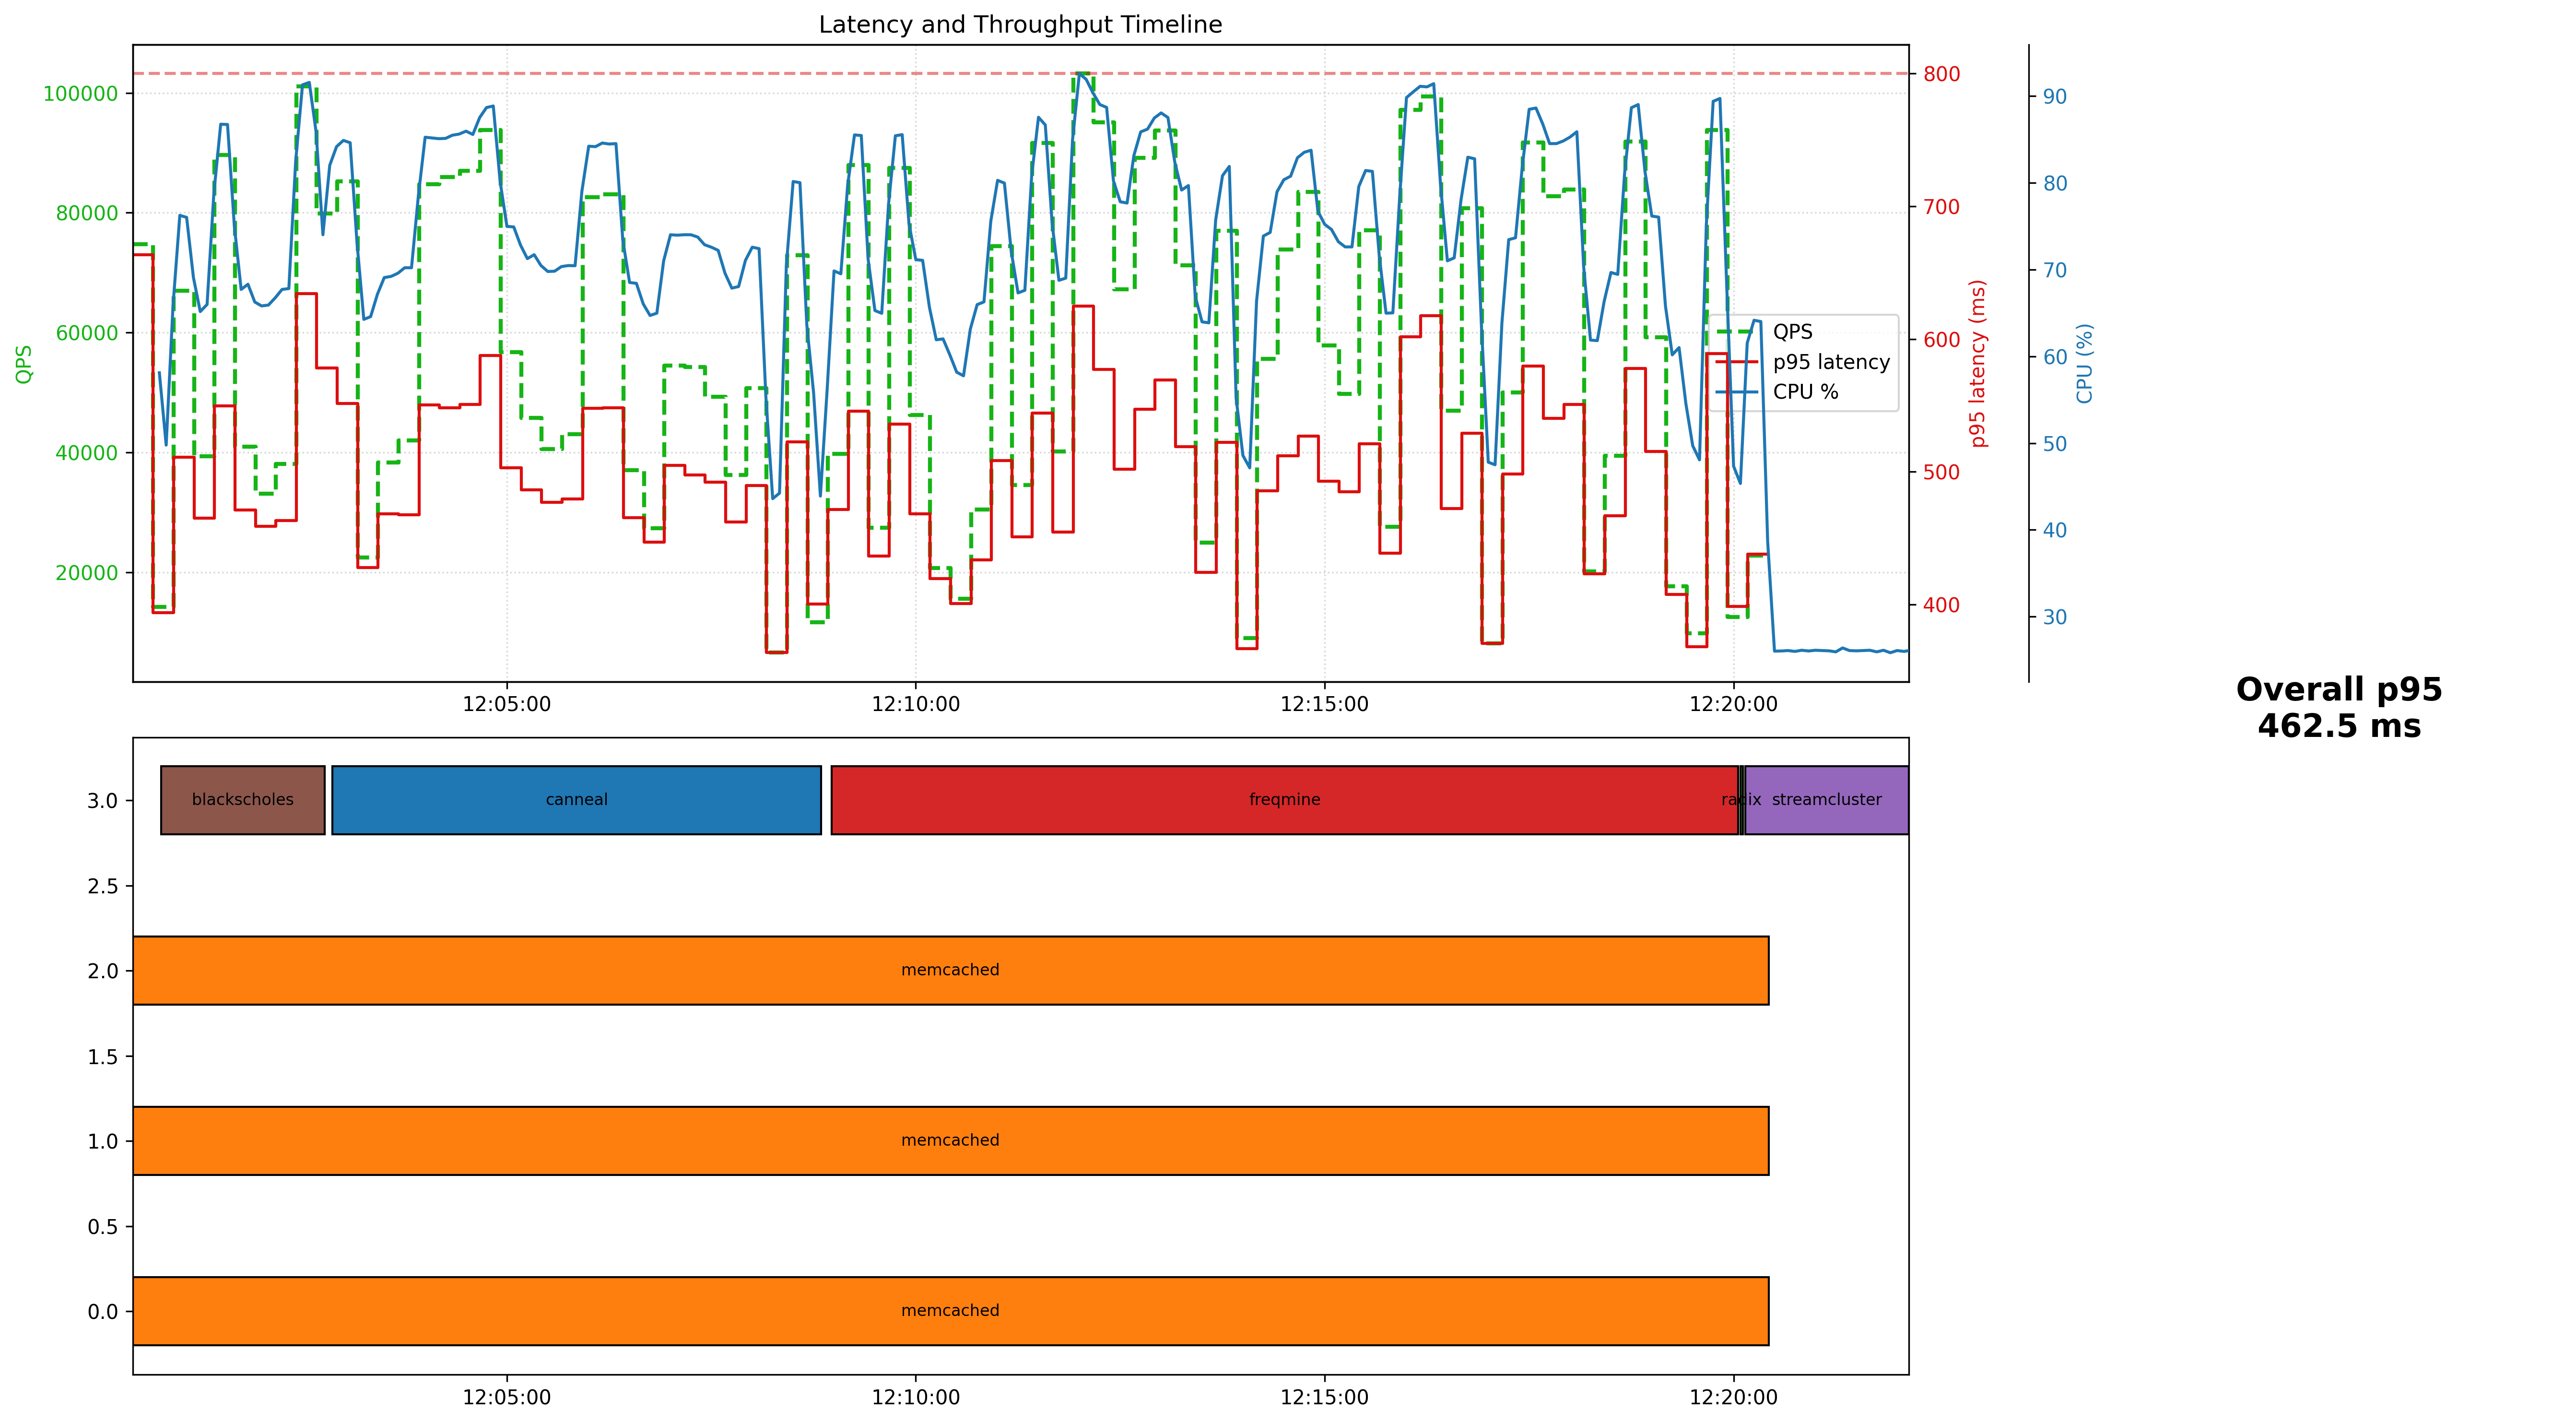 Latency and Throughput Timeline
100000
80000
60000
40000
20000
QPS
800
700
600
500
400
p95 latency (ms)
90
80
70
60
50
40
30
CPU (%)
QPS
p95 latency
CPU %
12:05:00
12:10:00
12:15:00
12:20:00
Overall p95
462.5 ms
3.0
2.5
2.0
1.5
1.0
0.5
0.0
blackscholes
canneal
freqmine
radix
streamcluster
memcached
memcached
memcached
12:05:00
12:10:00
12:15:00
12:20:00